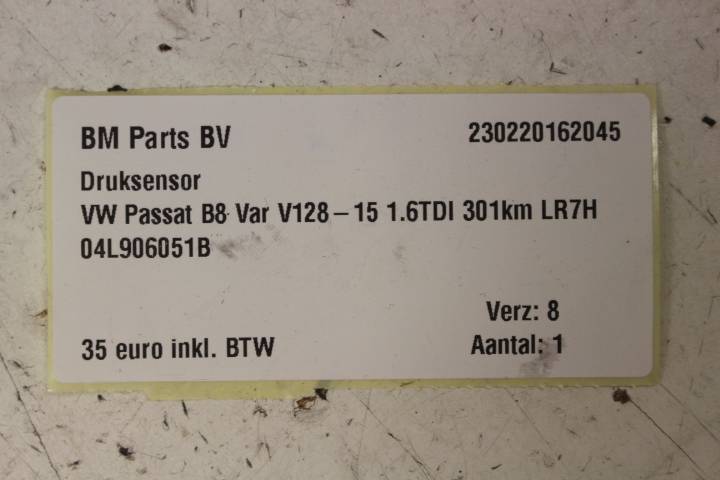 BM Parts BV 230220162045
Druksensor
VW Passat B8 Var V128-15 1.6TDI 301km LR7H
04L906051B
Verz: 8
35 euro inkl. BTW Aantal: 1